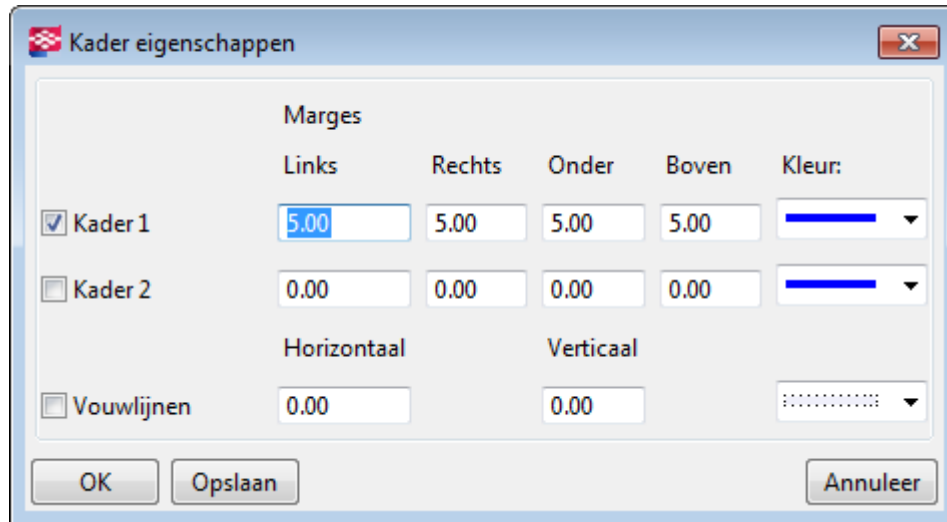 Kader eigenschappen
Marges
Links Rechts Onder Boven Kleur:
Kader 1 5.00 5.00 5.00 5.00
Kader 2 0.00 0.00 0.00 0.00
Horizontaal Verticaal
Vouwlijnen 0.00 0.00
OK Opslaan Annuleer